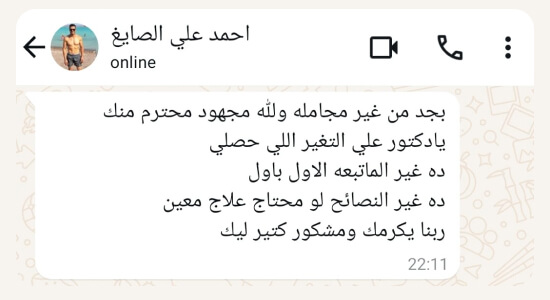 احمد علي الصايغ
online
بجد من غير مجامله ولله مجهود محترم منك
يادكتور علي التغير اللي حصلي
ده غير الماتبعه الاول باول
ده غير النصائح لو محتاج علاج معين
ربنا يكرمك ومشكور كتير ليك
22:11